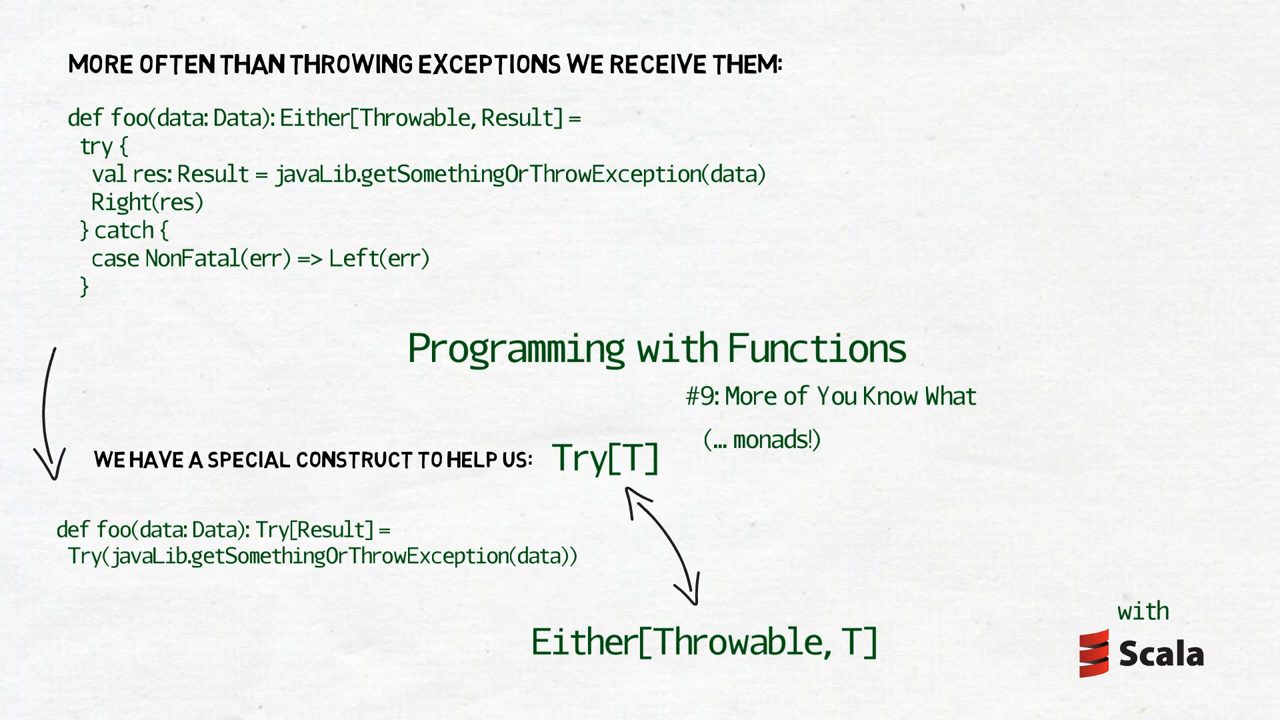 MORE OFTEN THAN THROWING EXCEPTIONS WE RECEIVE THEM:
def foo(data: Data): Either[Throwable, Result] =
try {
val res: Result = javaLib.getSomethingOrThrowException(data)
Right(res)
} catch {
case NonFatal(err) => Left(err)
}
Programming with Functions
#9: More of You Know What
(... monads!)
WE HAVE A SPECIAL CONSTRUCT TO HELP US: Try[T]
def foo(data: Data): Try[Result] =
Try(javaLib.getSomethingOrThrowException(data))
Either[Throwable, T]
with
Scala